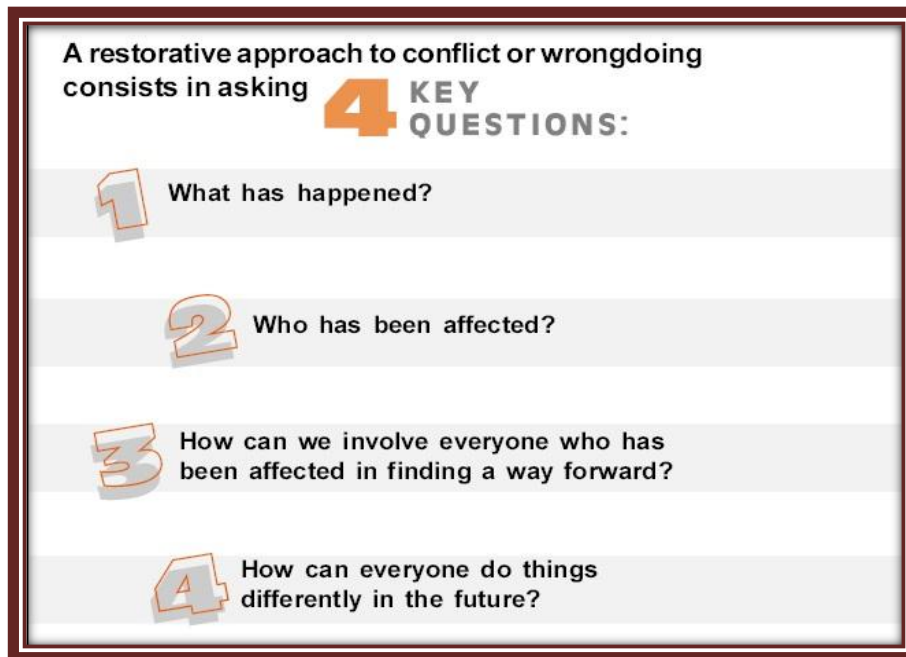 A restorative approach to conflict or wrongdoing
consists in asking 4 KEY
QUESTIONS:
1 What has happened?
2 Who has been affected?
3 How can we involve everyone who has
been affected in finding a way forward?
4 How can everyone do things
differently in the future?